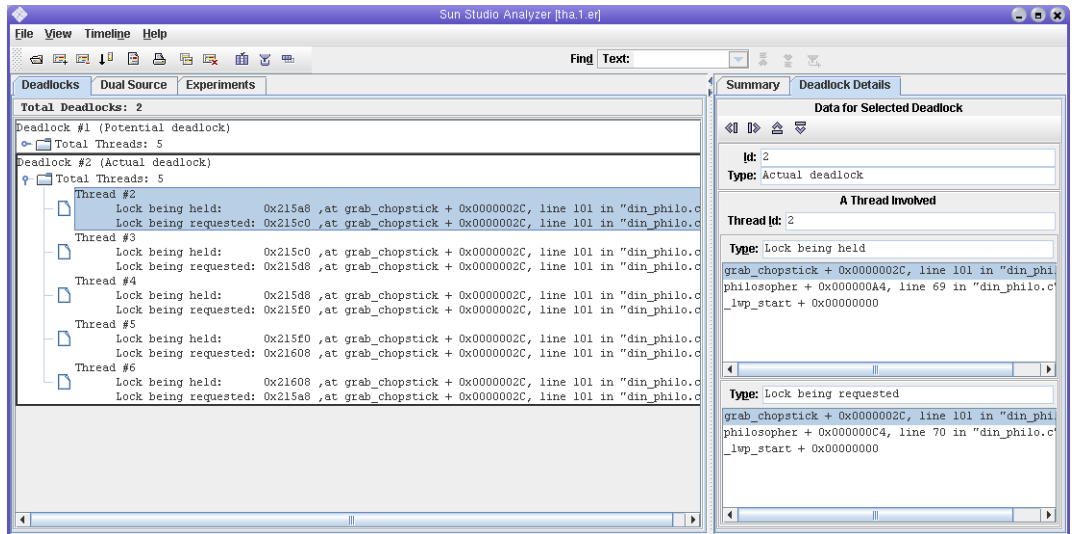 Sun Studio Analyzer [tha.1.er]
File View Timeline Help
Find Text:
Deadlocks Dual Source Experiments
Total Deadlocks: 2
Deadlock #1 (Potential deadlock)
Total Threads: 5
Deadlock #2 (Actual deadlock)
Total Threads: 5
Thread #2
Lock being held: 0x215a8 ,at grab_chopstick + 0x0000002C, line 101 in "din_philo.c
Lock being requested: 0x215c0 ,at grab_chopstick + 0x0000002C, line 101 in "din_philo.c
Thread #3
Lock being held: 0x215c0 ,at grab_chopstick + 0x0000002C, line 101 in "din_philo.c
Lock being requested: 0x215d8 ,at grab_chopstick + 0x0000002C, line 101 in "din_philo.c
Thread #4
Lock being held: 0x215d8 ,at grab_chopstick + 0x0000002C, line 101 in "din_philo.c
Lock being requested: 0x215f0 ,at grab_chopstick + 0x0000002C, line 101 in "din_philo.c
Thread #5
Lock being held: 0x215f0 ,at grab_chopstick + 0x0000002C, line 101 in "din_philo.c
Lock being requested: 0x21608 ,at grab_chopstick + 0x0000002C, line 101 in "din_philo.c
Thread #6
Lock being held: 0x21608 ,at grab_chopstick + 0x0000002C, line 101 in "din_philo.c
Lock being requested: 0x215a8 ,at grab_chopstick + 0x0000002C, line 101 in "din_philo.c
Summary Deadlock Details
Data for Selected Deadlock
Id: 2
Type: Actual deadlock
A Thread Involved
Thread Id: 2
Type: Lock being held
grab_chopstick + 0x0000002C, line 101 in "din_phi
philosopher + 0x000000A4, line 69 in "din_philo.c"
_lwp_start + 0x00000000
Type: Lock being requested
grab_chopstick + 0x0000002C, line 101 in "din_phi
philosopher + 0x000000C4, line 70 in "din_philo.c"
_lwp_start + 0x00000000